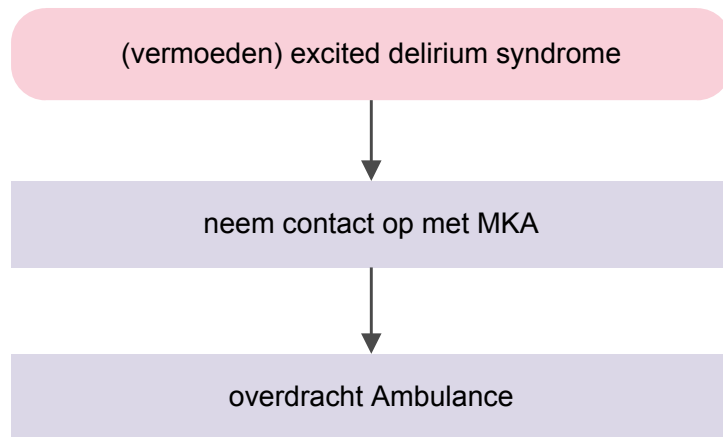 (vermoeden) excited delirium syndrome
neem contact op met MKA
overdracht Ambulance